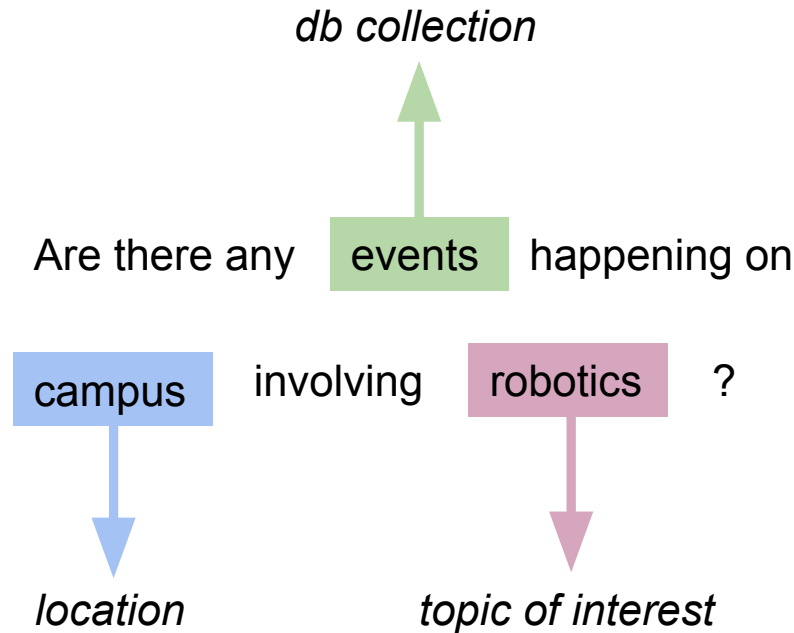 db collection
Are there any events happening on
campus involving robotics ?
location topic of interest